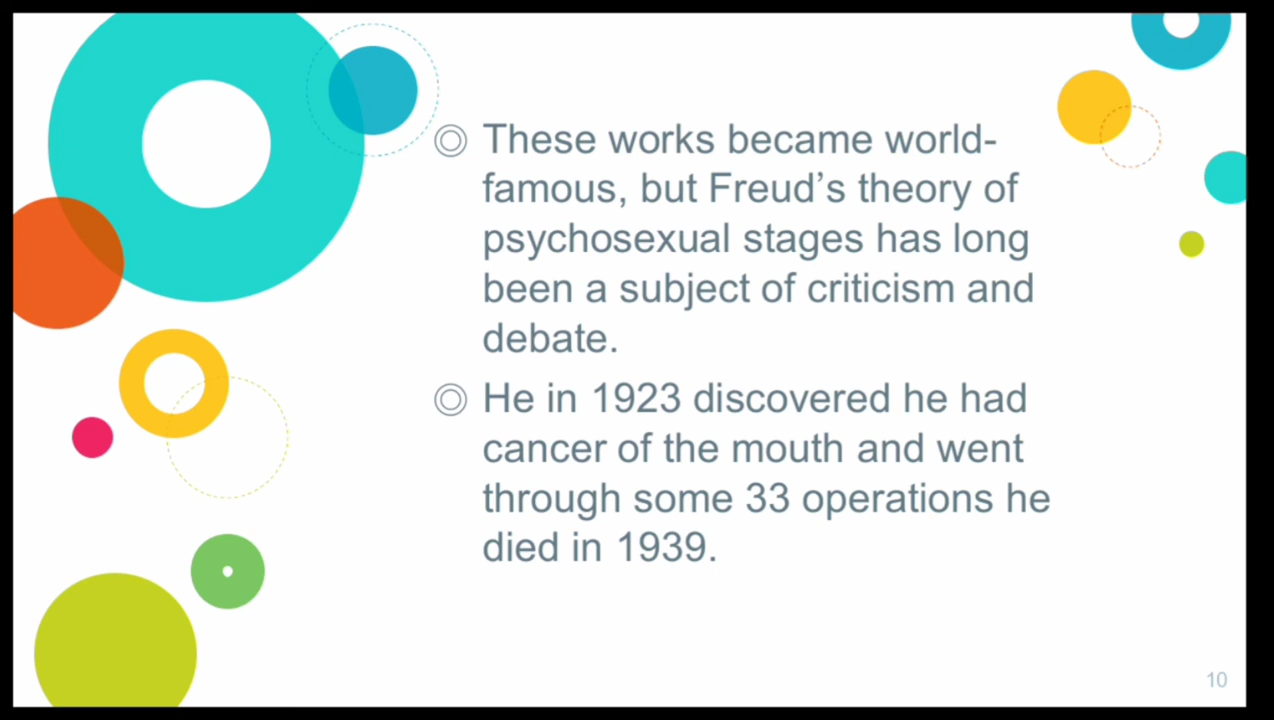 These works became world-
famous, but Freud’s theory of
psychosexual stages has long
been a subject of criticism and
debate.
He in 1923 discovered he had
cancer of the mouth and went
through some 33 operations he
died in 1939.
10